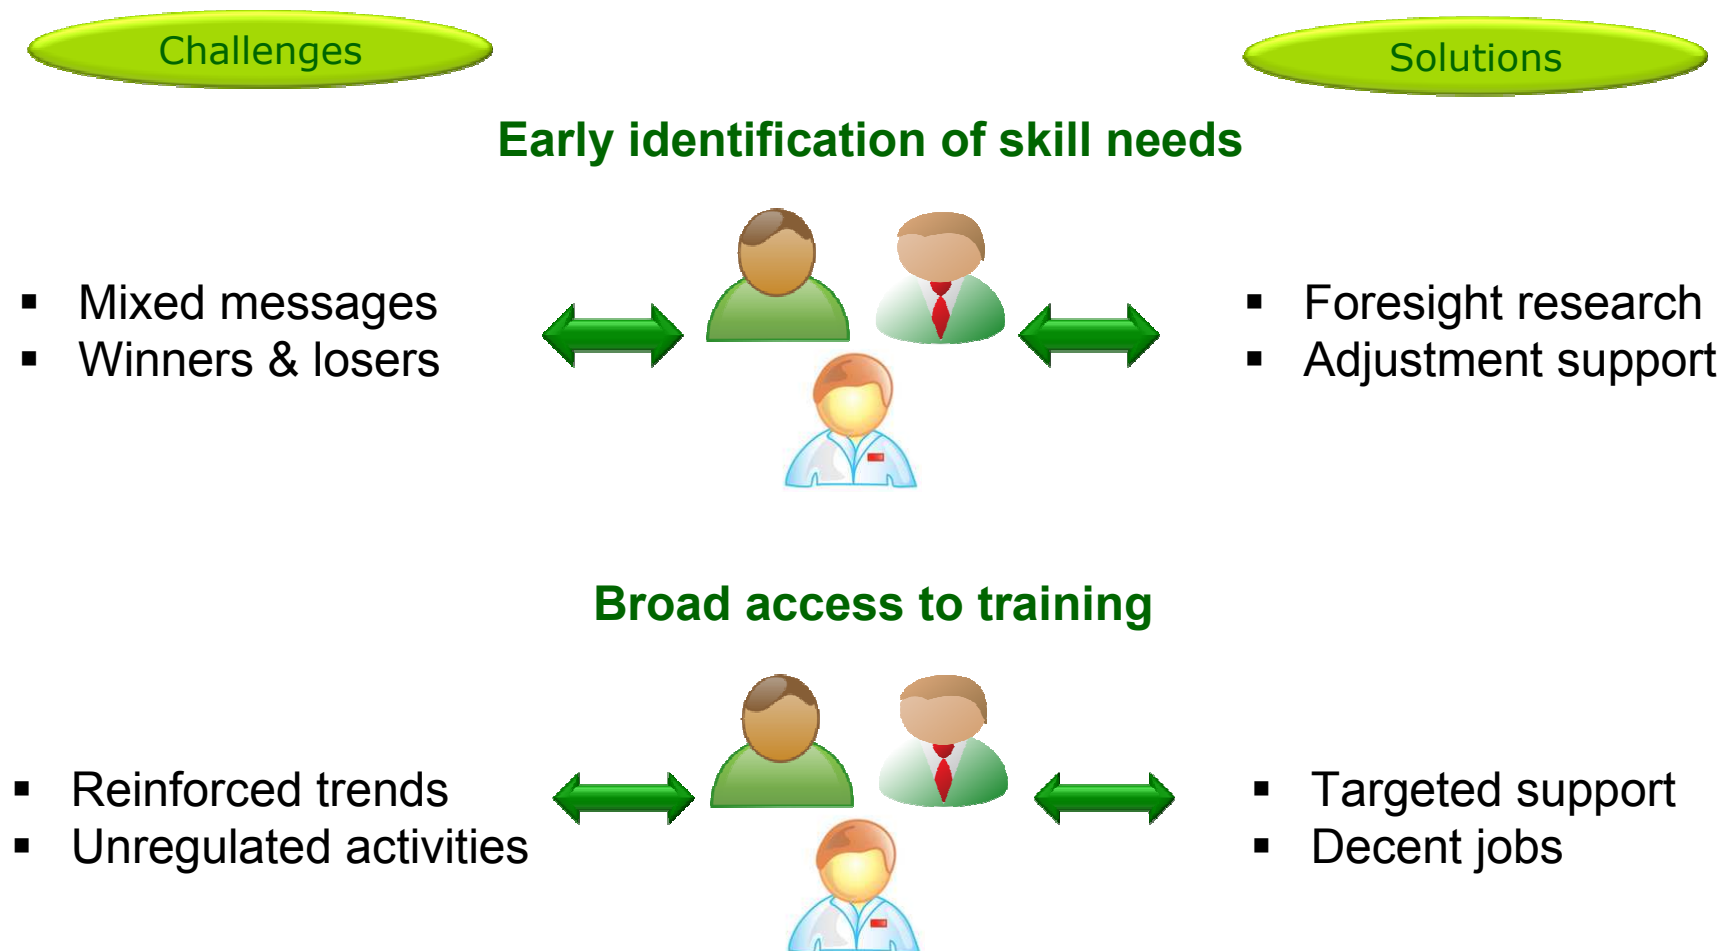 Challenges
Solutions
Early identification of skill needs
▪ Mixed messages
▪ Winners & losers
▪ Foresight research
▪ Adjustment support
Broad access to training
▪ Reinforced trends
▪ Unregulated activities
▪ Targeted support
▪ Decent jobs